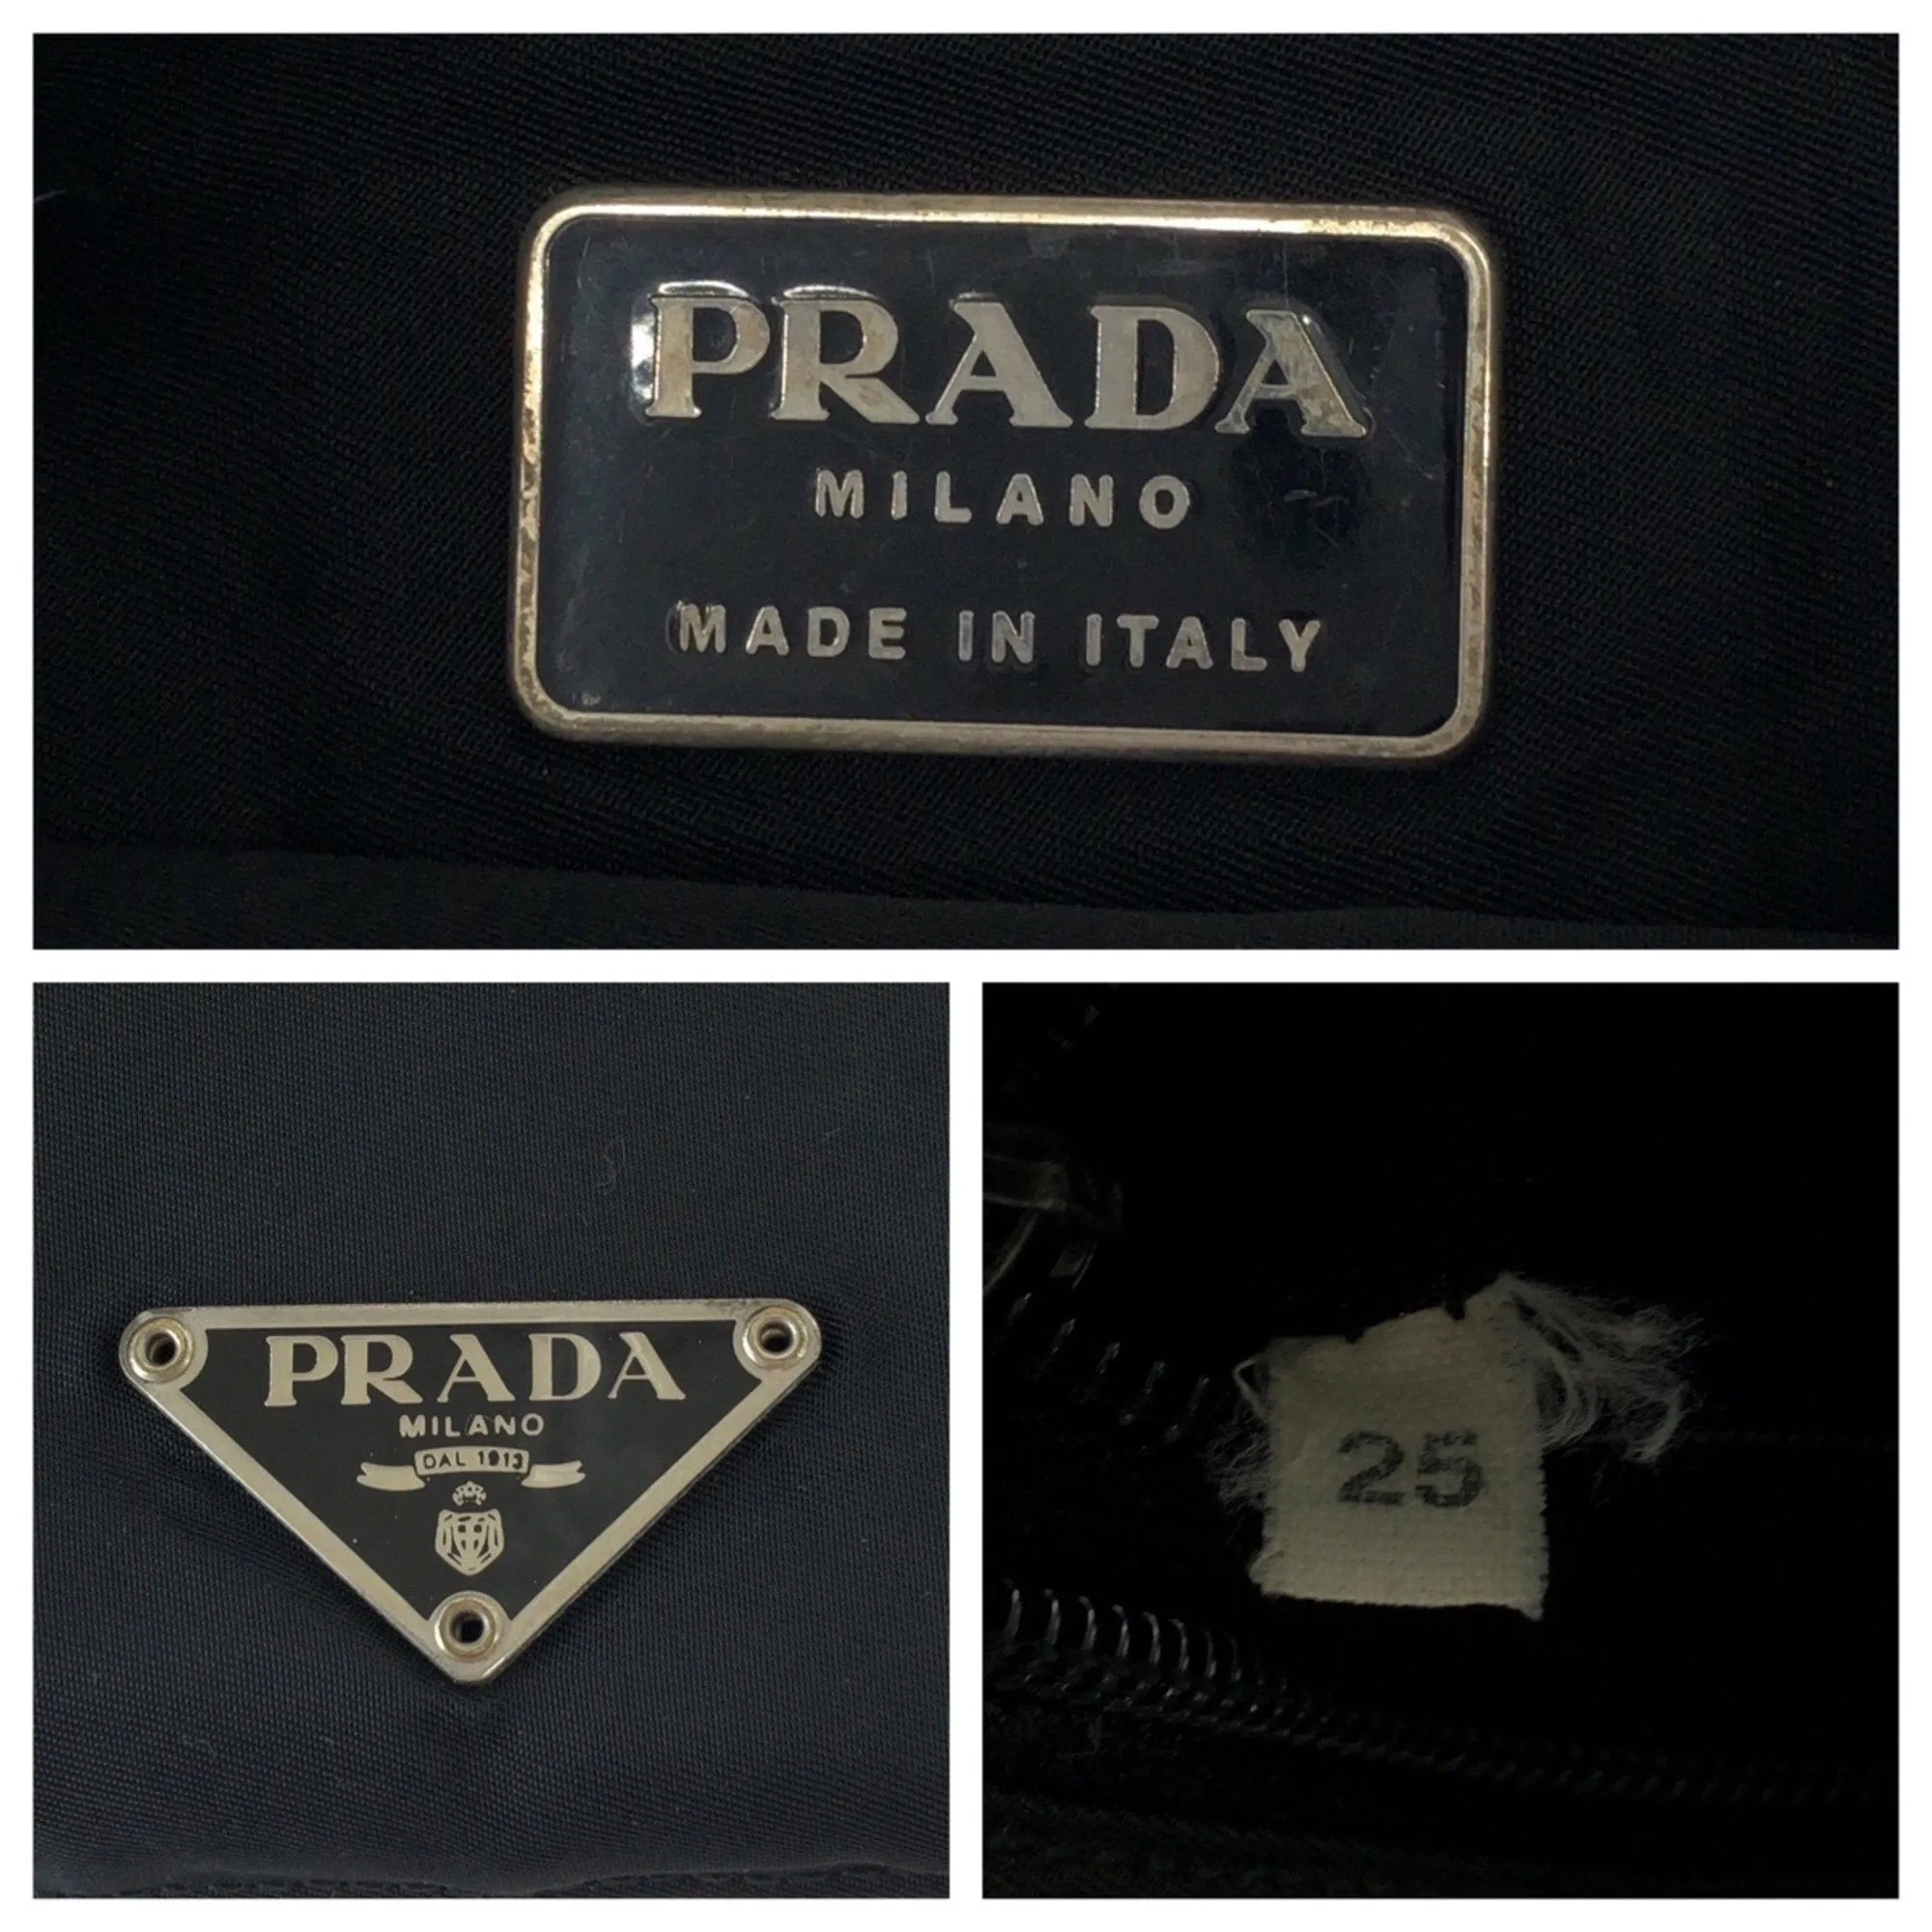 PRADA
MILANO
MADE IN ITALY
PRADA
MILANO
DAL 1913
25